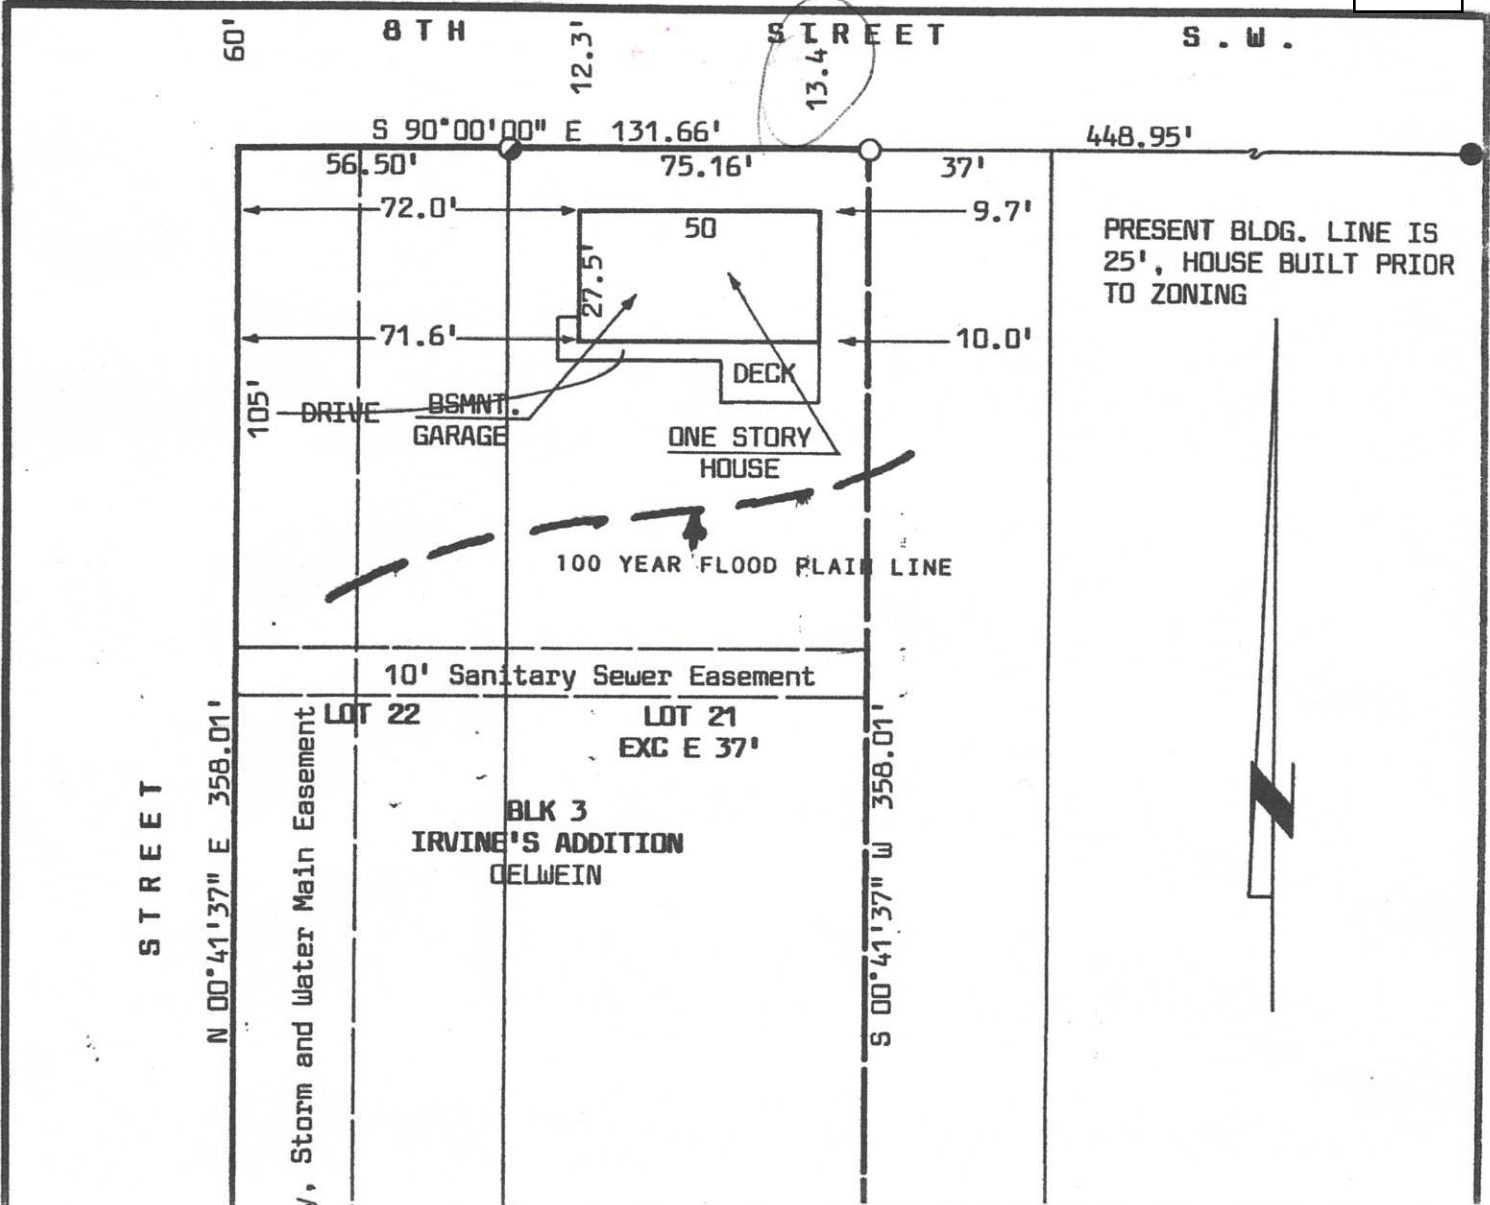 60'
8TH STREET S.W.
12.3'
13.4
S 90°00'00" E 131.66'
448.95'
56.50'
75.16'
37'
72.0'
50
9.7'
PRESENT BLDG. LINE IS
25', HOUSE BUILT PRIOR
TO ZONING
27.5'
71.6'
10.0'
DECK
105'
DRIVE
BSMNT.
GARAGE
ONE STORY
HOUSE
100 YEAR FLOOD PLAIN LINE
10' Sanitary Sewer Easement
LOT 22
LOT 21
EXC E 37'
STREET
N 00°41'37" E 358.01'
, Storm and Water Main Easement
S 00°41'37" W 358.01'
BLK 3
IRVINE'S ADDITION
OELWEIN
N